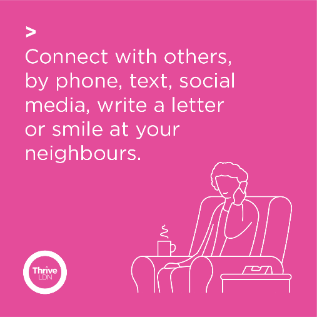 >
Connect with others,
by phone, text, social
media, write a letter
or smile at your
neighbours.
Thrive
LDN